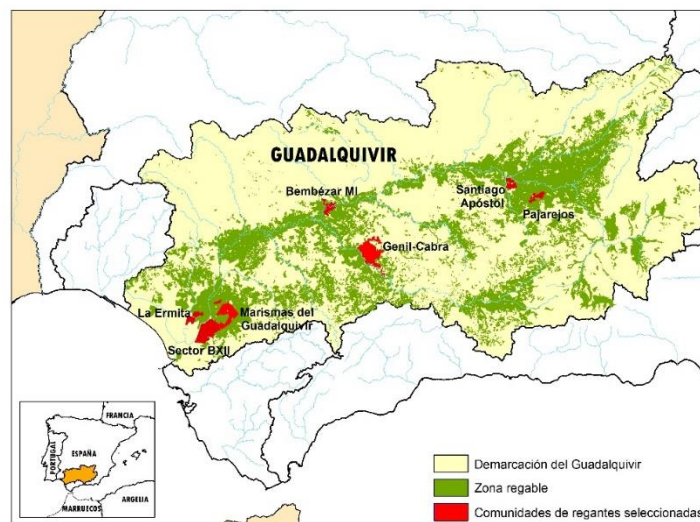 GUADALQUIVIR
Bembézar MI
Santiago
Apóstol
Pajarejos
Genil-Cabra
La Ermita
Marismas del
Guadalquivir
Sector BXII
FRANCIA
PORTUGAL
ESPAÑA
MARRUECOS
ARGELIA
Demarcación del Guadalquivir
Zona regable
Comunidades de regantes seleccionadas